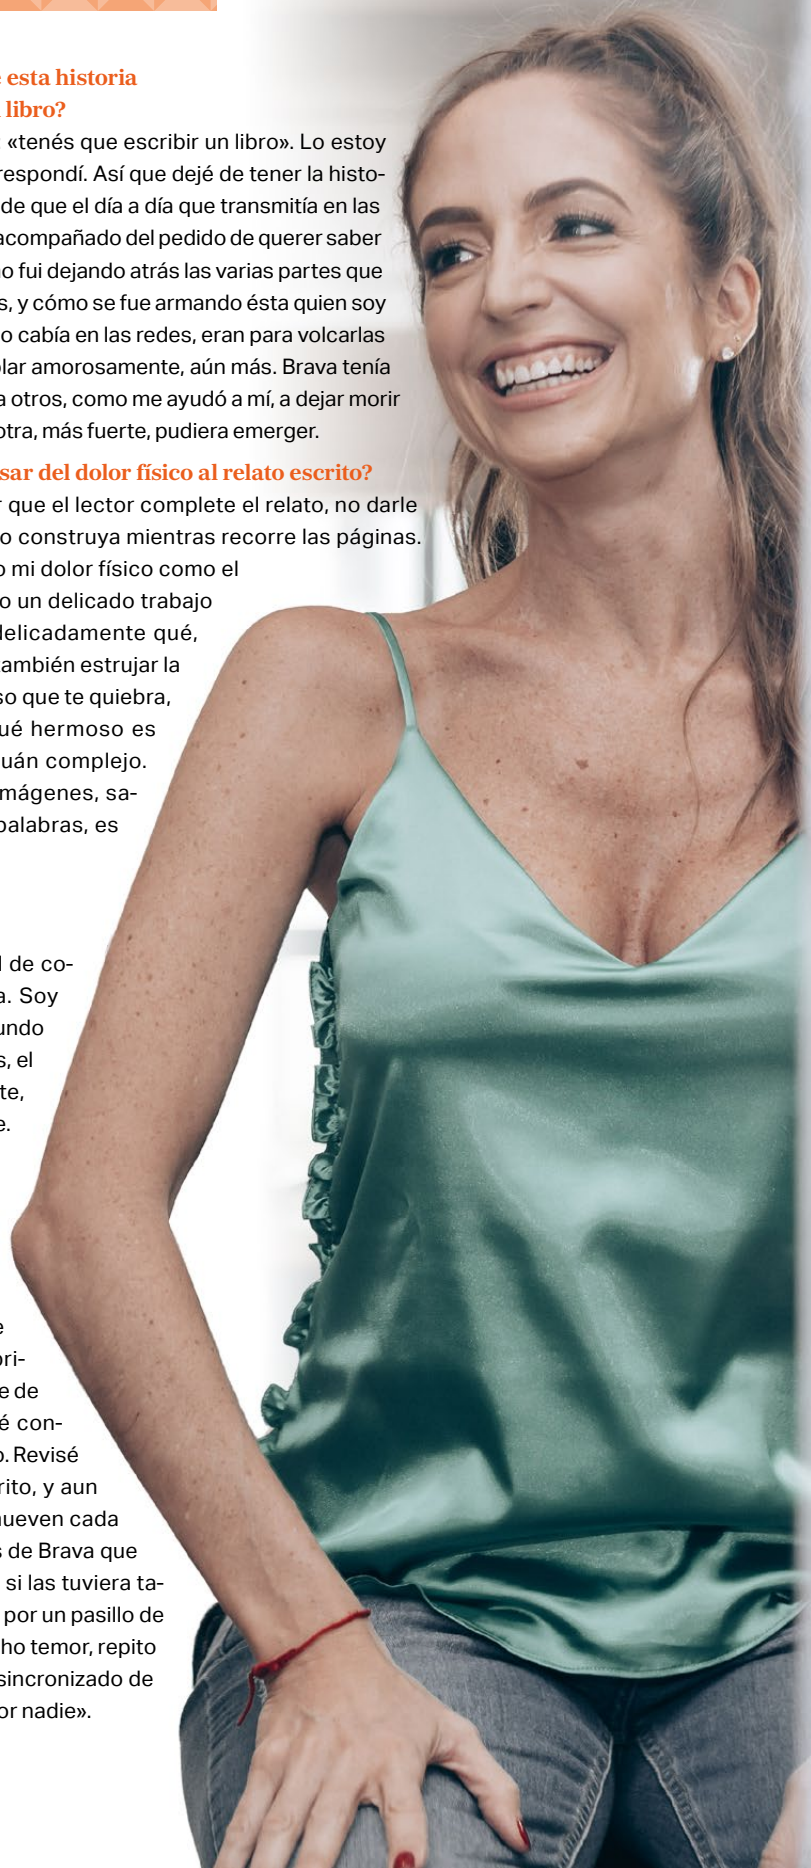 esta historia
libro?
«tenés que escribir un libro». Lo estoy
respondí. Así que dejé de tener la histo-
de que el día a día que transmitía en las
acompañado del pedido de querer saber
fui dejando atrás las varias partes que
y cómo se fue armando ésta quien soy
cabía en las redes, eran para volcarlas
amorosamente, aún más. Brava tenía
a otros, como me ayudó a mí, a dejar morir
otra, más fuerte, pudiera emerger.
sar del dolor físico al relato escrito?
que el lector complete el relato, no darle
o construya mientras recorre las páginas.
mi dolor físico como el
un delicado trabajo
delicadamente qué,
también estrujar la
so que te quiebra,
ué hermoso es
uán complejo.
mágenes, sa-
palabras, es
de co-
a. Soy
undo
s, el
te,
e.
e
pri-
e de
é con-
o. Revisé
rito, y aun
ueven cada
s de Brava que
si las tuviera ta-
por un pasillo de
ho temor, repito
sincronizado de
or nadie».